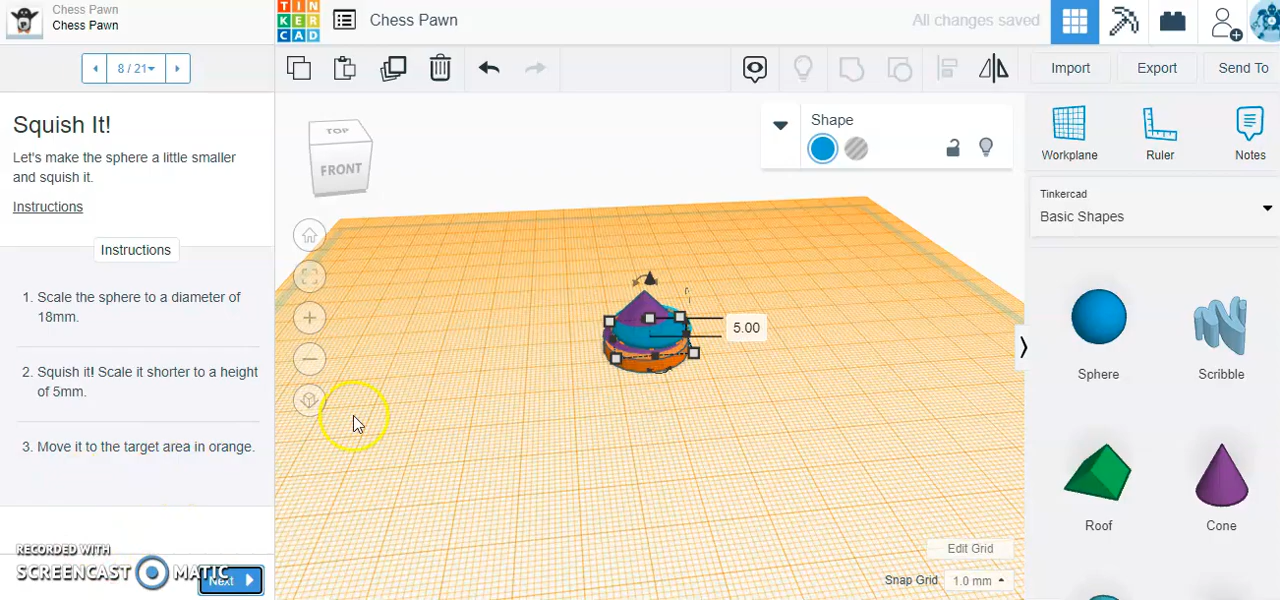 Chess Pawn
Chess Pawn
TIN
KER
CAD
Chess Pawn
All changes saved
8 / 21
Import
Export
Send To
Squish It!
Let's make the sphere a little smaller
and squish it.
Instructions
Instructions
1. Scale the sphere to a diameter of
18mm.
2. Squish it! Scale it shorter to a height
of 5mm.
3. Move it to the target area in orange.
RECORDED WITH
SCREENCAST MATIC
Next
TOP
FRONT
Shape
5.00
Edit Grid
Snap Grid
1.0 mm
Workplane
Ruler
Notes
Tinkercad
Basic Shapes
Sphere
Scribble
Roof
Cone